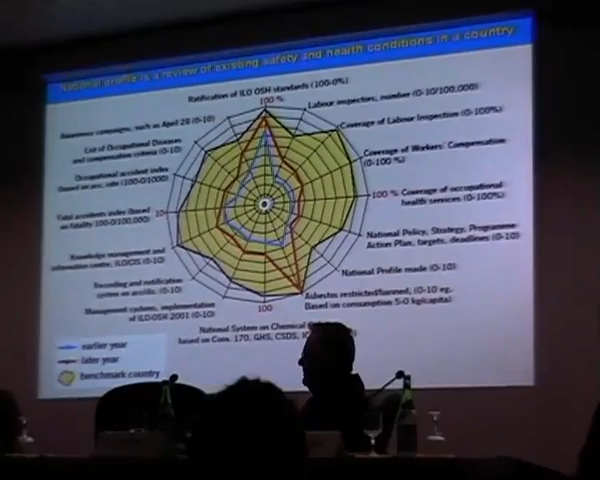 National profile is a review of existing safety and health conditions in a country
Ratification of ILO OSH standards (100-0%)
100 %
Labour inspectors, number (0-10/100,000)
Awareness campaigns, such as April 28 (0-10)
Coverage of Labour Inspection (0-100%)
List of Occupational Diseases
and compensation criteria (0-10)
Coverage of Workers' Compensation
(0-100 %)
Occupational accident index
(based on acc. rate (100-0/1000)
100 %
Coverage of occupational
health services (0-100%)
Total accidents index (based
on fatality 100-0/100,000)
10
National Policy, Strategy, Programme
Action Plan, targets, deadlines (0-10)
Knowledge management and
information centre, ILO/CIS (0-10)
National Profile made (0-10)
Recording and notification
system on acc/dis. (0-10)
Asbestos restricted/banned, (0-10 eg.
Based on consumption 5-0 kg/capita)
Management systems, implementation
of ILO-OSH 2001 (0-10)
100
National System on Chemical
based on Conv. 170, GHS, CSDS,
earlier year
later year
benchmark country